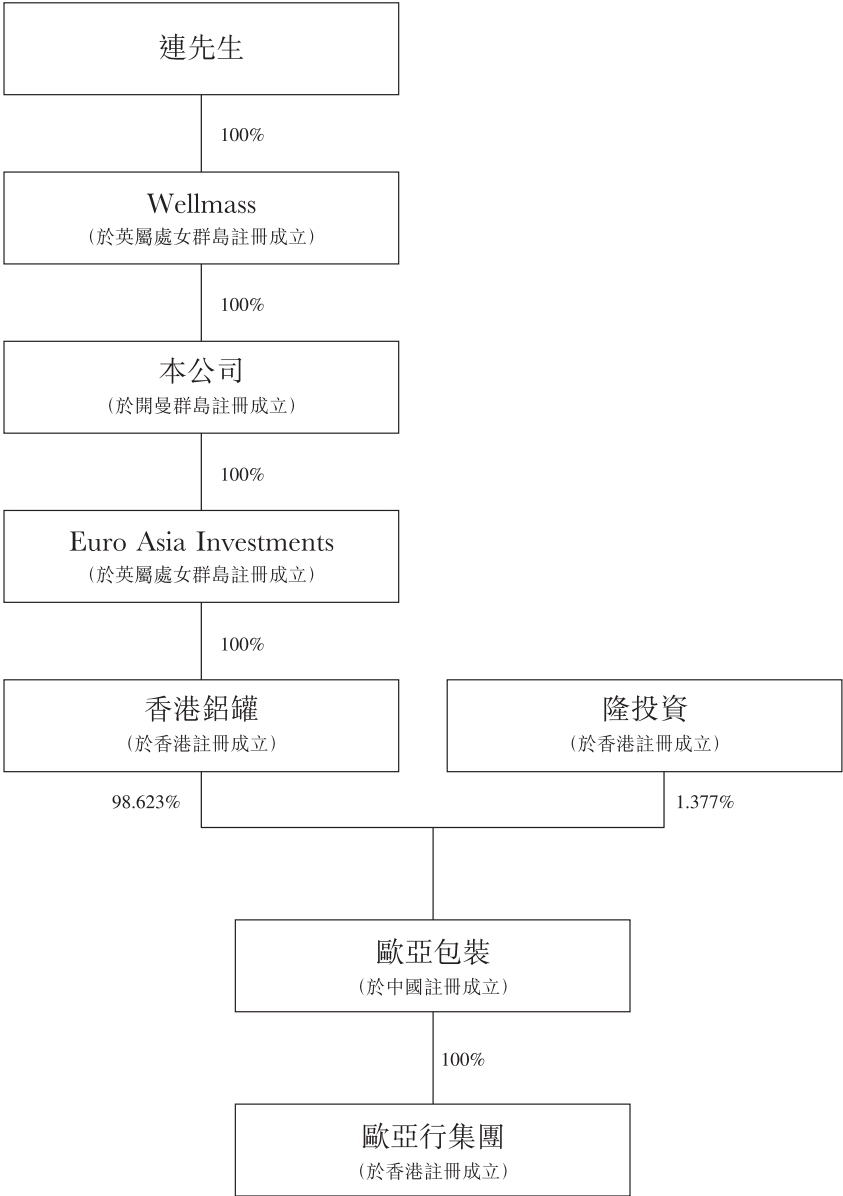 連先生
100%
Wellmass
(於英屬處女群島註冊成立)
100%
本公司
(於開曼群島註冊成立)
100%
Euro Asia Investments
(於英屬處女群島註冊成立)
100%
香港鋁罐
(於香港註冊成立)
隆投資
(於香港註冊成立)
98.623%
1.377%
歐亞包裝
(於中國註冊成立)
100%
歐亞行集團
(於香港註冊成立)